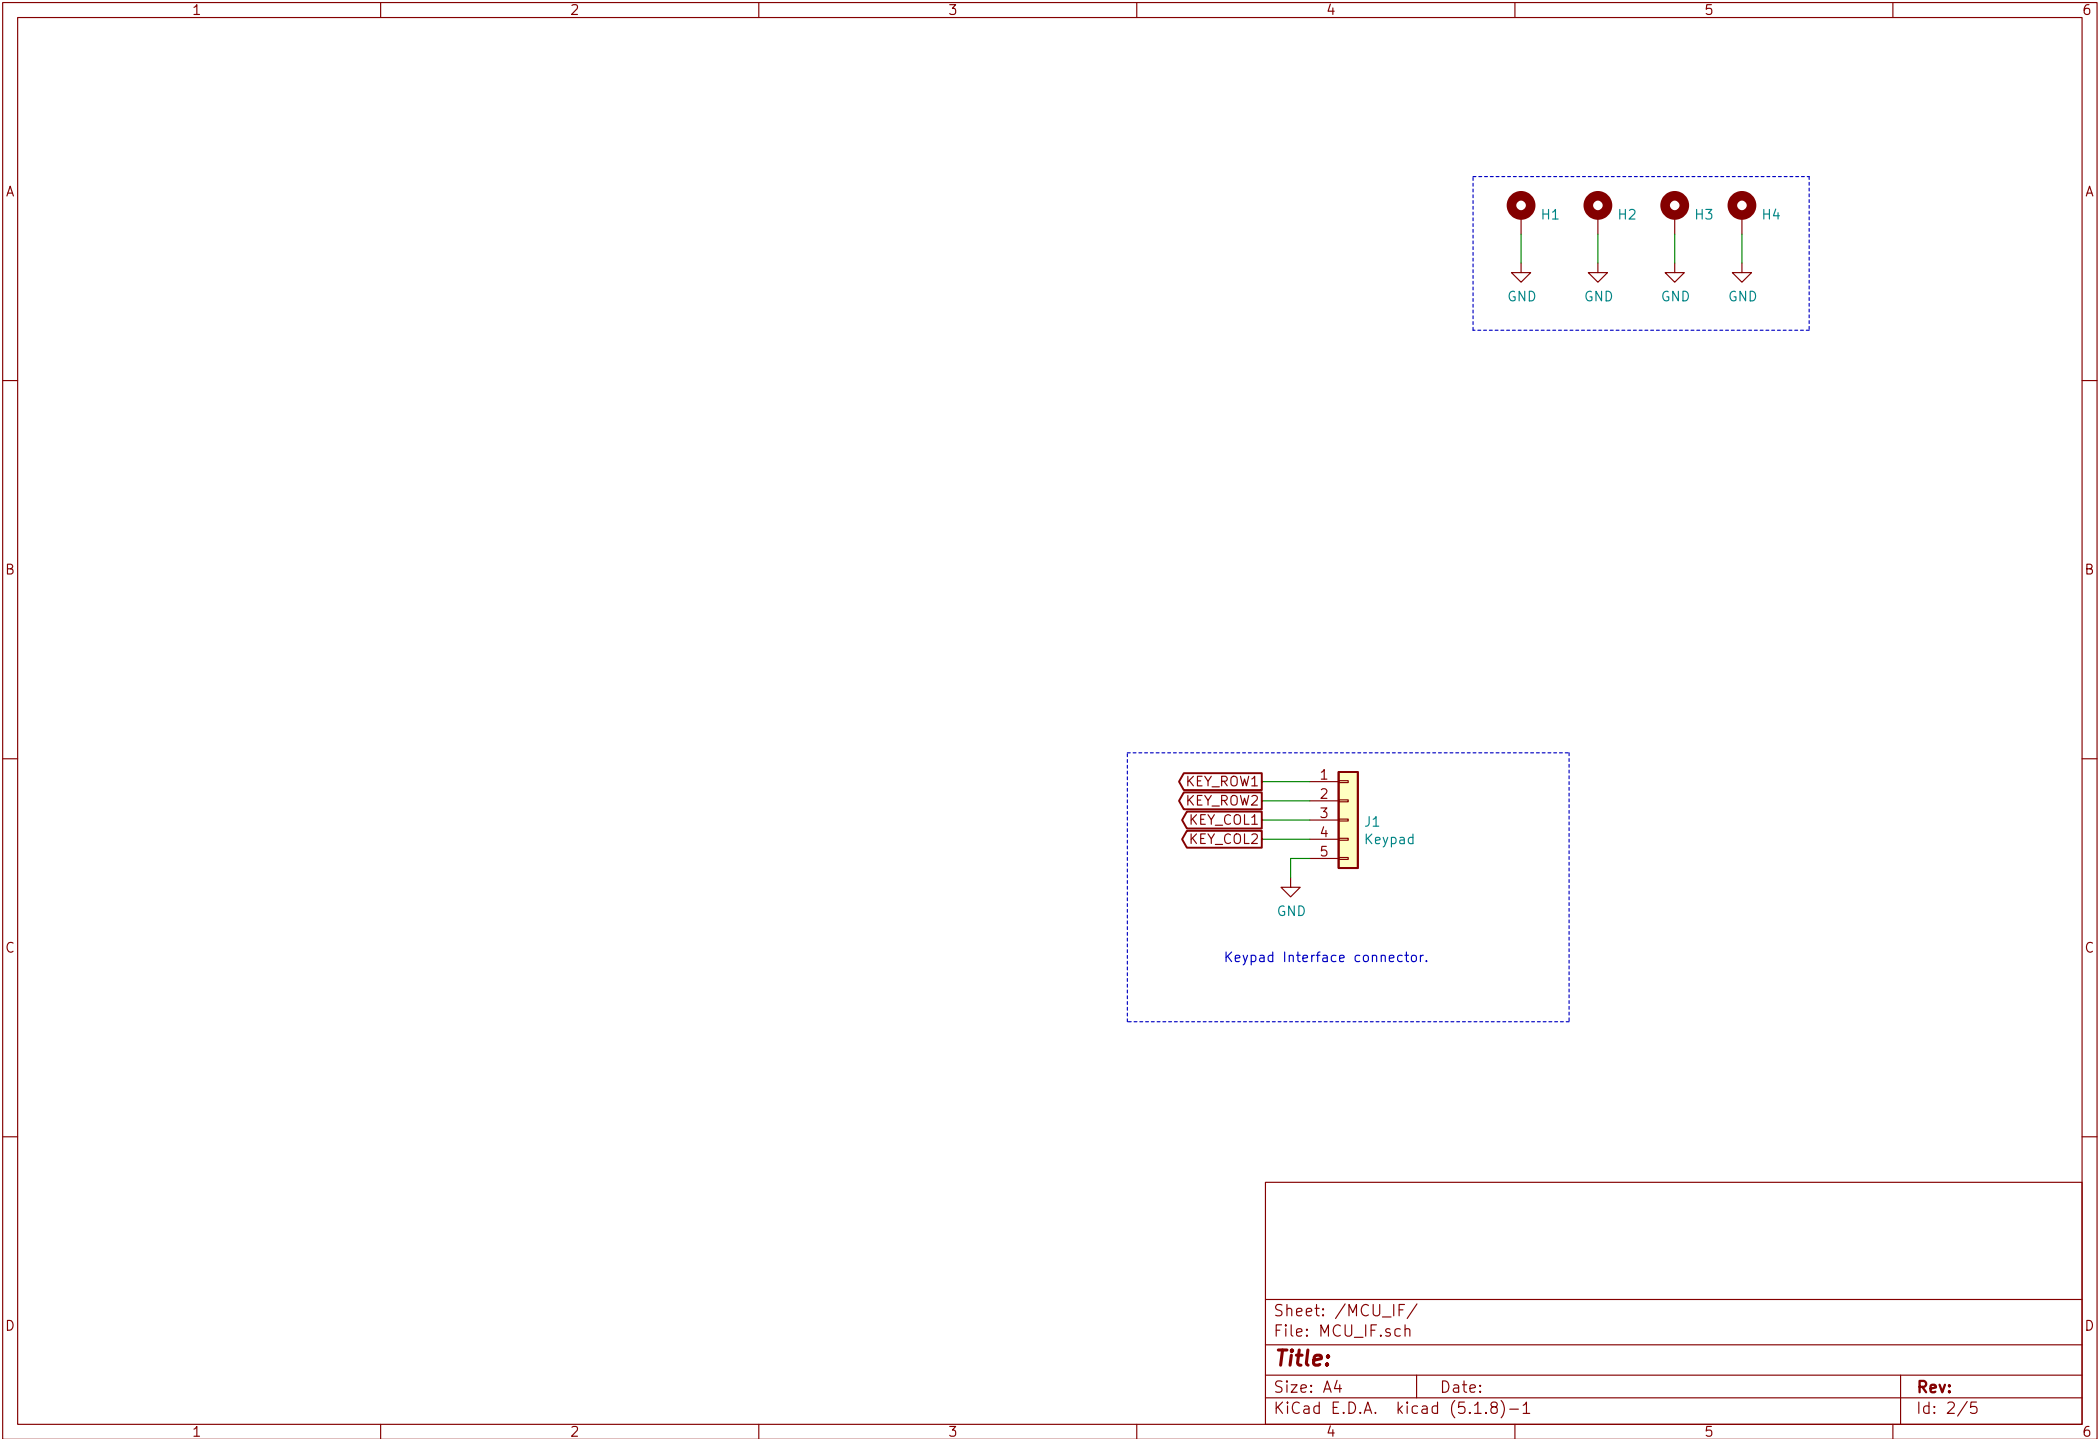 1 2 3 4 5 6
A A
H1 H2 H3 H4
GND GND GND GND
B B
KEY_ROW1 1
KEY_ROW2 2
KEY_COL1 3
KEY_COL2 4
5
J1
Keypad
GND
C C
Keypad Interface connector.
Sheet: /MCU_IF/
File: MCU_IF.sch
D D
Title:
Size: A4 Date: Rev:
KiCad E.D.A. kicad (5.1.8)-1 Id: 2/5
1 2 3 4 5 6